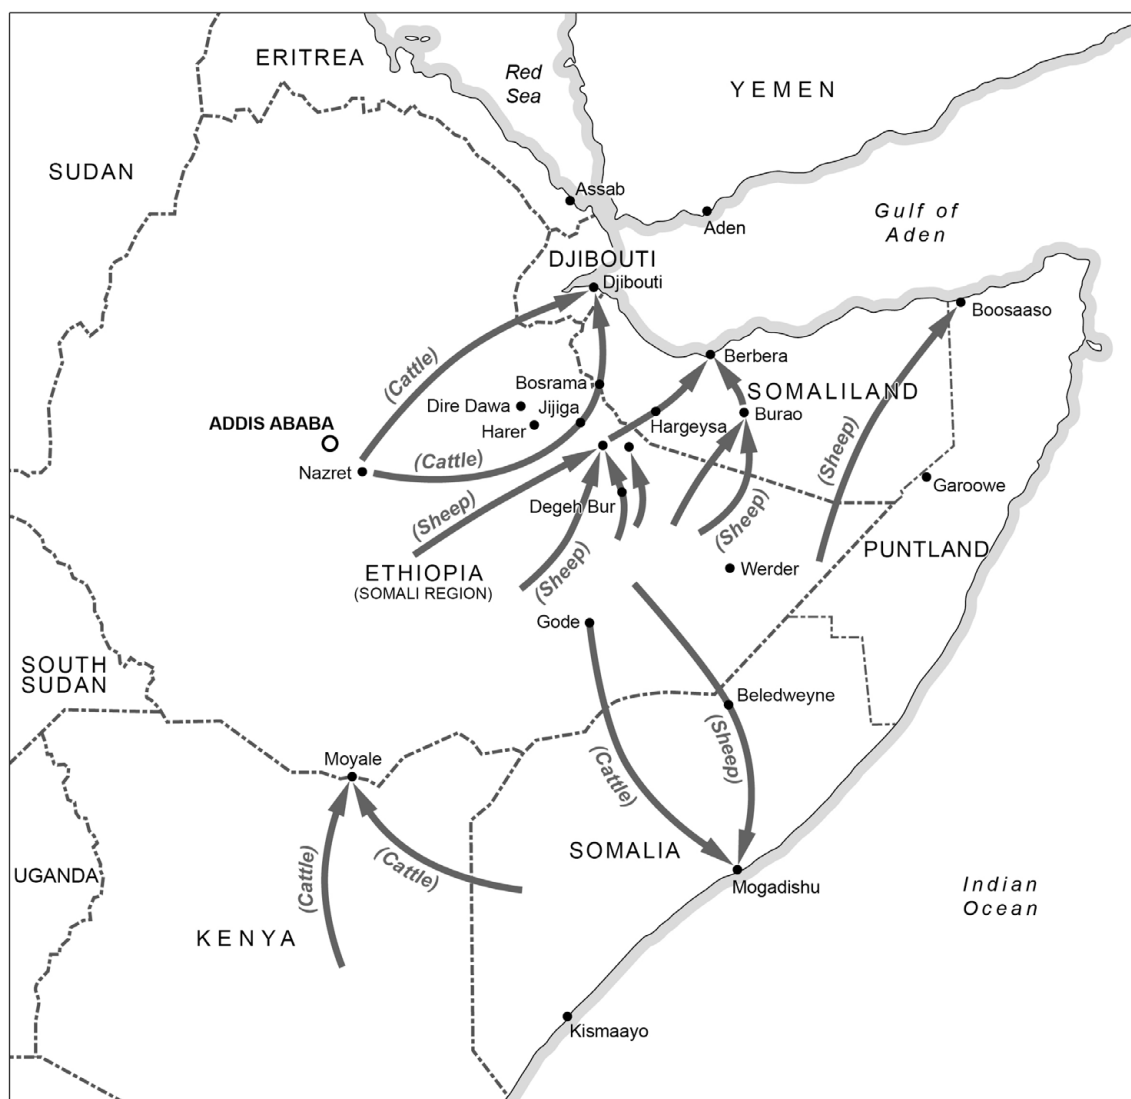 ERITREA
Red
Sea
YEMEN
SUDAN
Assab
Aden
Gulf of
Aden
DJIBOUTI
Djibouti
Boosaaso
Berbera
(Cattle)
Bosrama
SOMALILAND
Dire Dawa
Jijiga
Burao
ADDIS ABABA
Harer
Hargeysa
(Sheep)
Nazret
(Cattle)
Garoowe
(Sheep)
Degeh Bur
(Sheep)
PUNTLAND
ETHIOPIA
(SOMALI REGION)
(Sheep)
Werder
Gode
SOUTH
SUDAN
Beledweyne
(Sheep)
Moyale
(Cattle)
SOMALIA
UGANDA
(Cattle)
(Cattle)
Mogadishu
Indian
Ocean
KENYA
Kismaayo